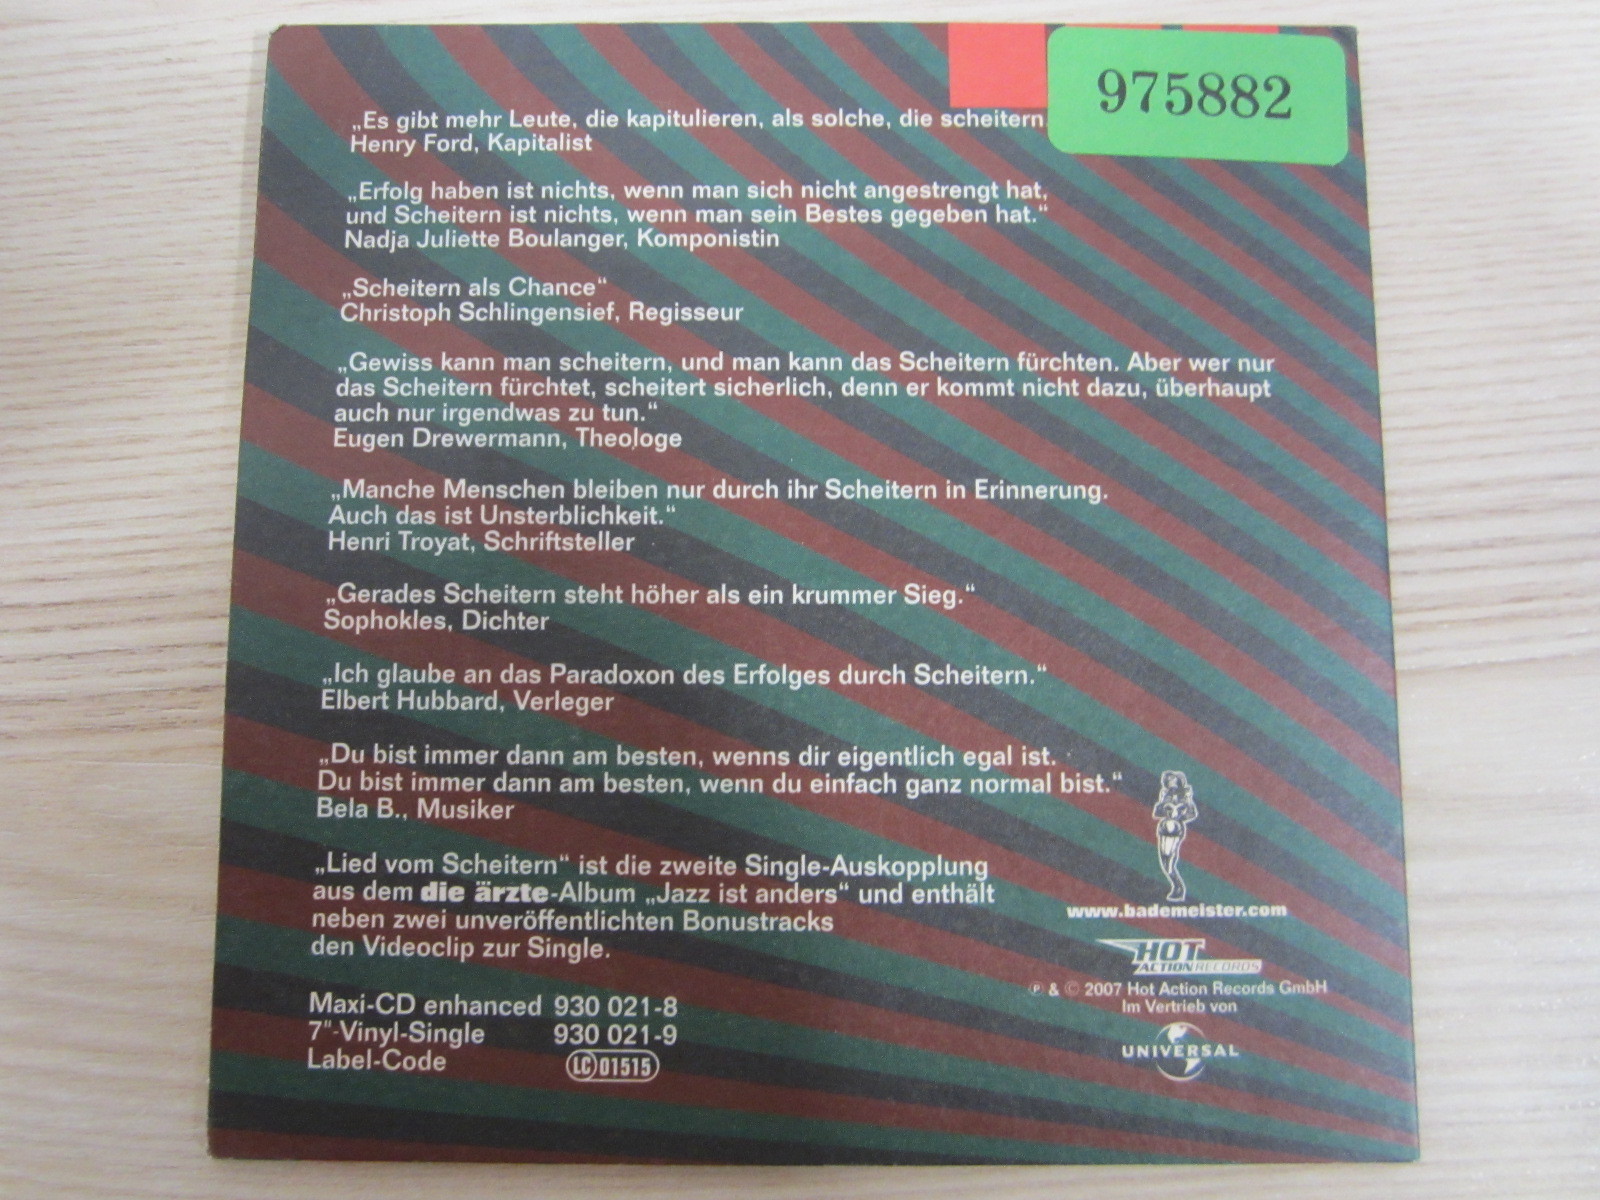 975882
„Es gibt mehr Leute, die kapitulieren, als solche, die scheitern
Henry Ford, Kapitalist
„Erfolg haben ist nichts, wenn man sich nicht angestrengt hat,
und Scheitern ist nichts, wenn man sein Bestes gegeben hat.“
Nadja Juliette Boulanger, Komponistin
„Scheitern als Chance“
Christoph Schlingensief, Regisseur
„Gewiss kann man scheitern, und man kann das Scheitern fürchten. Aber wer nur
das Scheitern fürchtet, scheitert sicherlich, denn er kommt nicht dazu, überhaupt
auch nur irgendwas zu tun.“
Eugen Drewermann, Theologe
„Manche Menschen bleiben nur durch ihr Scheitern in Erinnerung.
Auch das ist Unsterblichkeit.“
Henri Troyat, Schriftsteller
„Gerades Scheitern steht höher als ein krummer Sieg.“
Sophokles, Dichter
„Ich glaube an das Paradoxon des Erfolges durch Scheitern.“
Elbert Hubbard, Verleger
„Du bist immer dann am besten, wenns dir eigentlich egal ist.
Du bist immer dann am besten, wenn du einfach ganz normal bist.“
Bela B., Musiker
„Lied vom Scheitern“ ist die zweite Single-Auskopplung
aus dem die ärzte-Album „Jazz ist anders“ und enthält
neben zwei unveröffentlichten Bonustracks
den Videoclip zur Single.
Maxi-CD enhanced 930 021-8
7"-Vinyl-Single 930 021-9
Label-Code LC 01515
www.bademeister.com
HOT
ACTION RECORDS
℗ & © 2007 Hot Action Records GmbH
Im Vertrieb von
UNIVERSAL